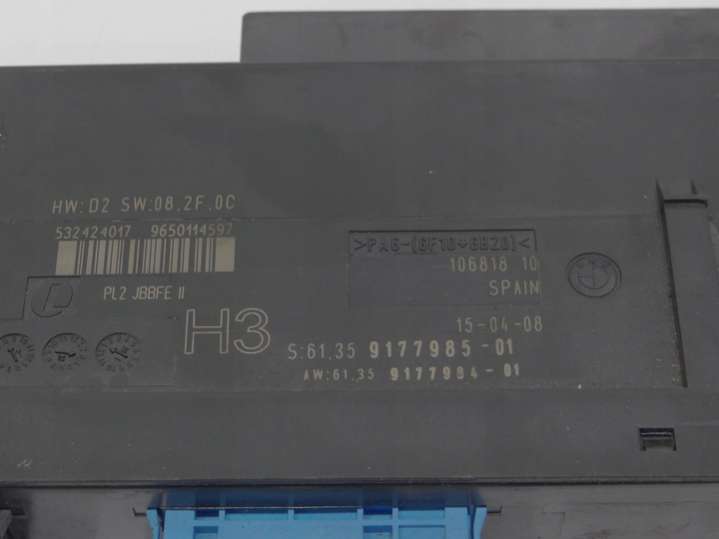 HW:D2 SW:08.2F.0C
532424017 9650114597
PL2 JBBFE II
H3
>PA6-(GF10+GB20)<
106818 10
SPAIN
15-04-08
S:61.35 9177985-01
AW:61.35 9177984-01